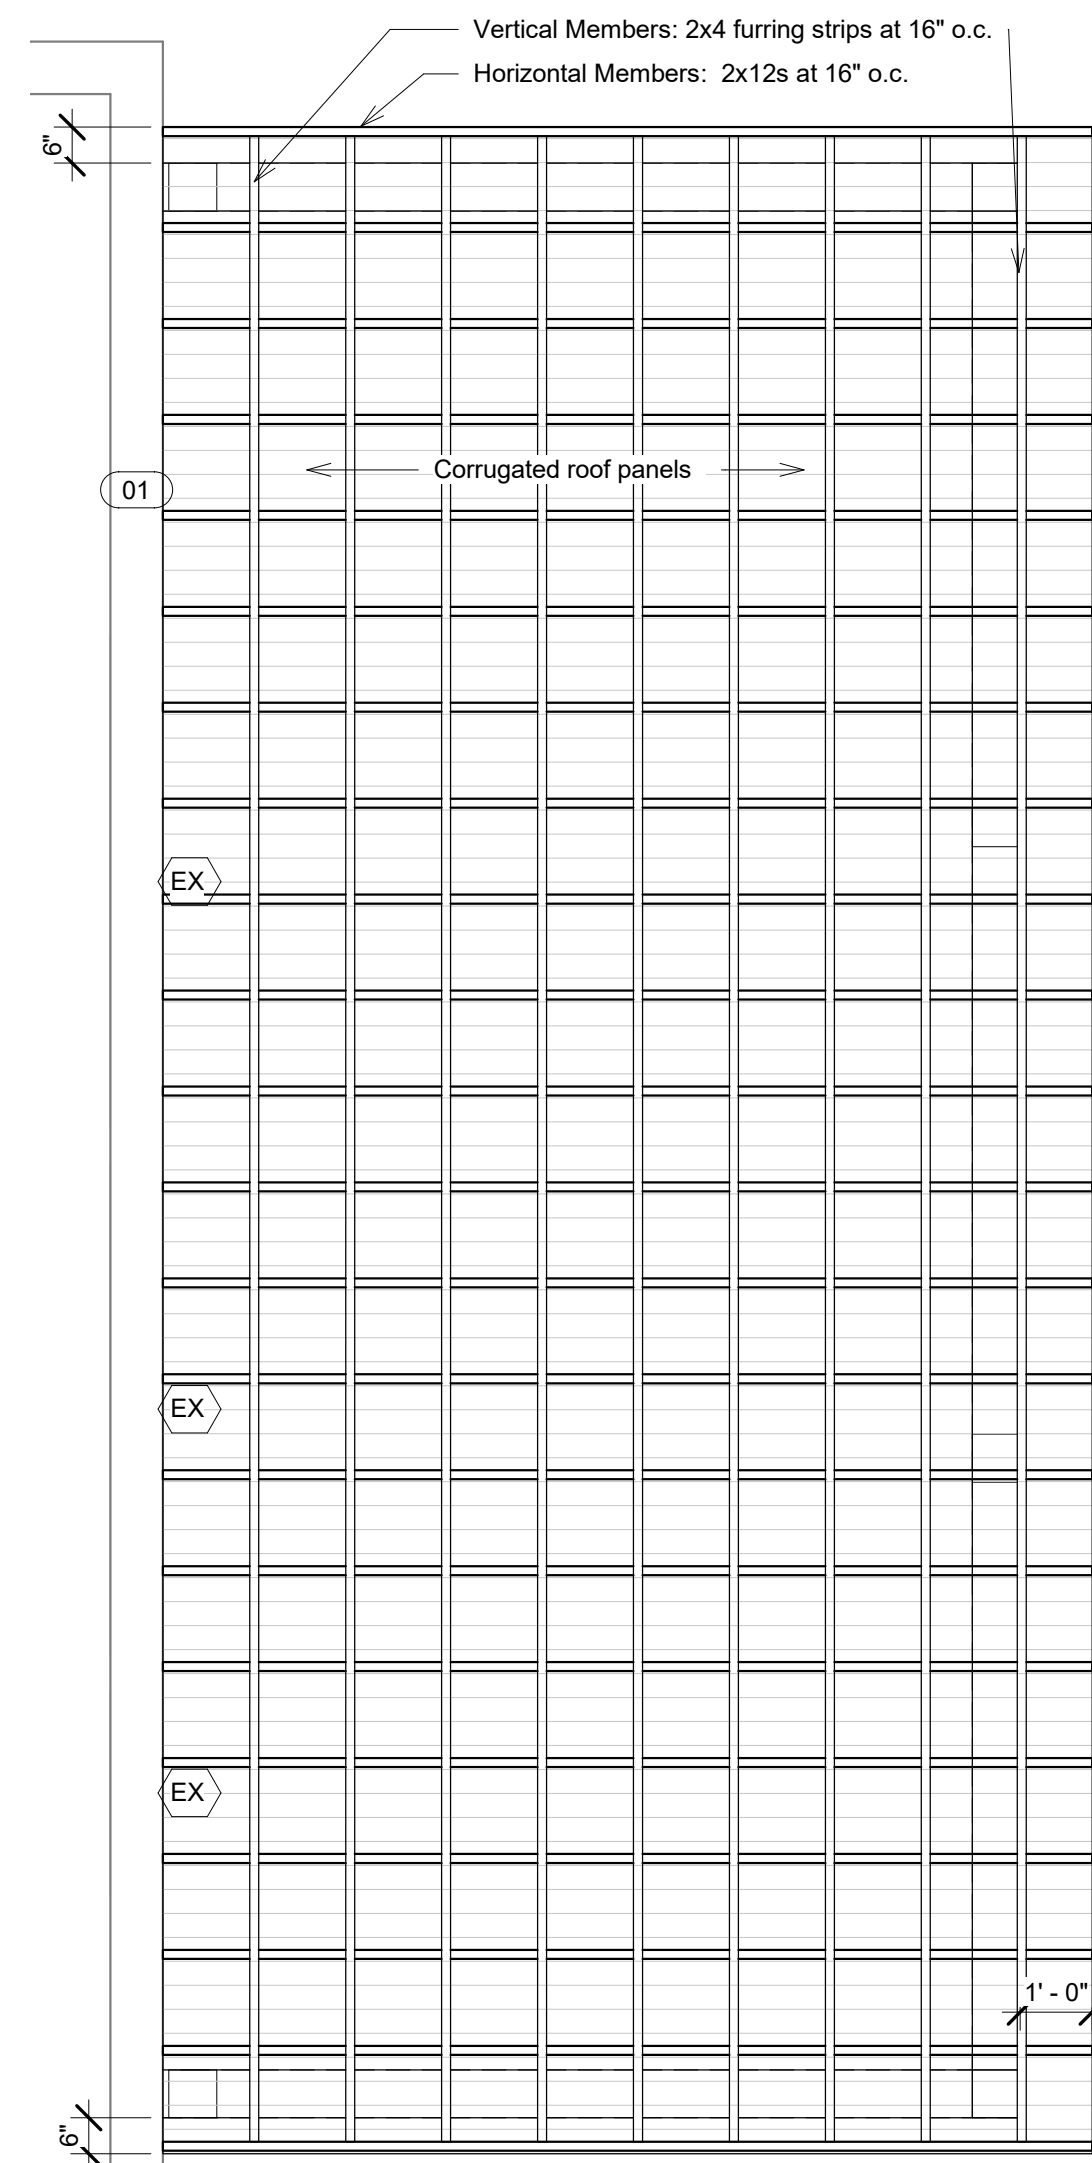 Vertical Members: 2x4 furring strips at 16" o.c.
Horizontal Members: 2x12s at 16" o.c.
6"
Corrugated roof panels
01
EX
EX
EX
1' - 0"
6"